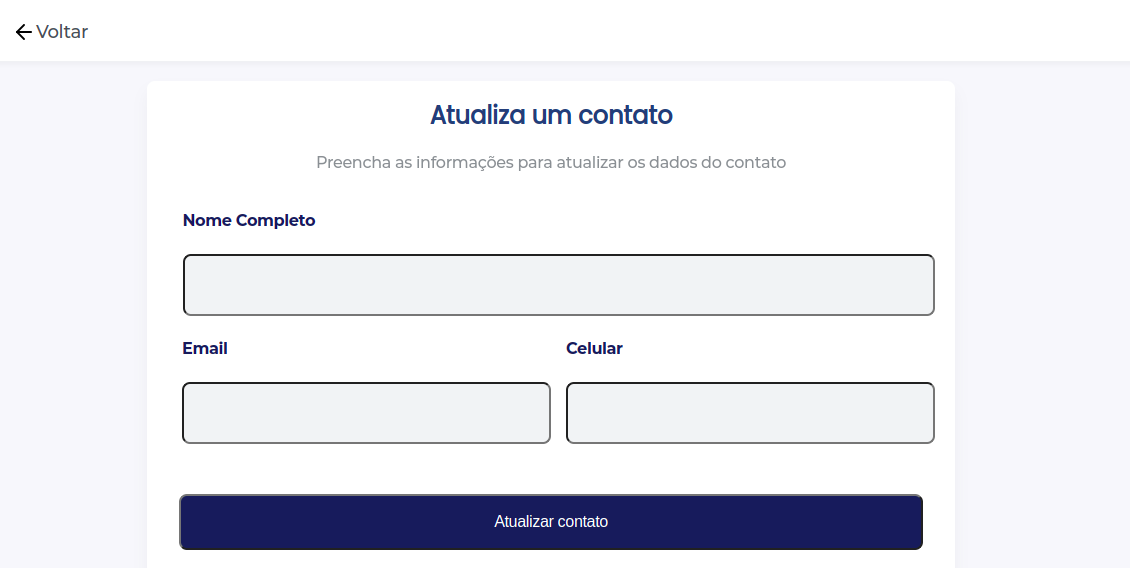 Voltar
Atualiza um contato
Preencha as informações para atualizar os dados do contato
Nome Completo
Email Celular
Atualizar contato